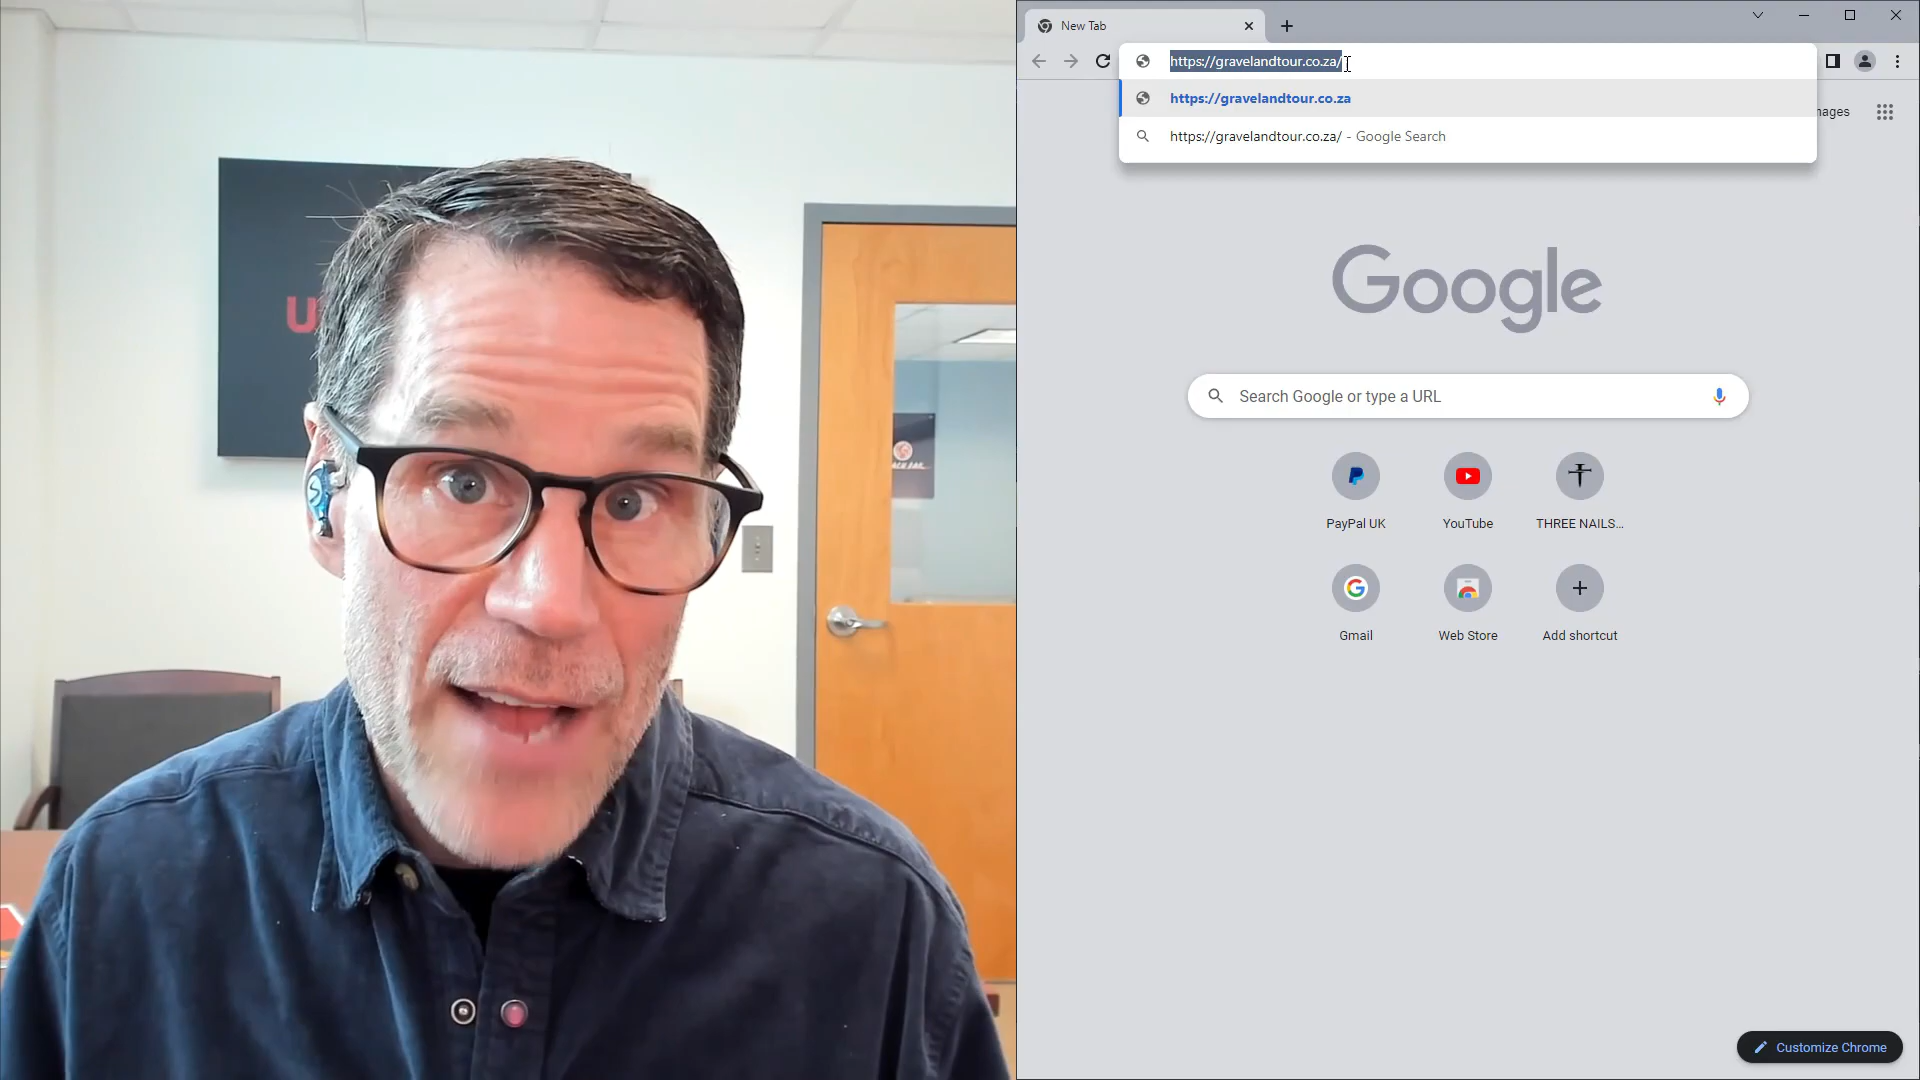 New Tab
https://gravelandtour.co.za/
https://gravelandtour.co.za
https://gravelandtour.co.za/ - Google Search
Google
Search Google or type a URL
PayPal UK
YouTube
THREE NAILS...
Gmail
Web Store
Add shortcut
Customize Chrome
U